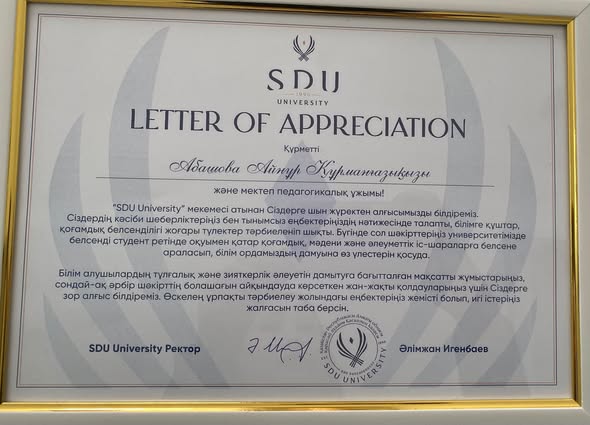 SDU
1996
UNIVERSITY
LETTER OF APPRECIATION
Құрметті
Абашова Айнұр Құрманғазықызы
және мектеп педагогикалық ұжымы!
"SDU University" мекемесі атынан Сіздерге шын жүректен алғысымызды білдіреміз.
Сіздердің кәсіби шеберліктеріңіз бен тынымсыз еңбектеріңіздің нәтижесінде талапты, білімге құштар,
қоғамдық белсенділігі жоғары түлектер тәрбиеленіп шықты. Бүгінде сол шәкірттеріңіз университетімізде
белсенді студент ретінде оқуымен қатар қоғамдық, мәдени және әлеуметтік іс-шараларға белсене
араласып, білім ордамыздың дамуына өз үлестерін қосуда.
Білім алушылардың тұлғалық және зияткерлік әлеуетін дамытуға бағытталған мақсатты жұмыстарыңыз,
сондай-ақ әрбір шәкірттің болашағын айқындауда көрсеткен жан-жақты қолдауларыңыз үшін Сіздерге
зор алғыс білдіреміз. Өскелең ұрпақты тәрбиелеу жолындағы еңбектеріңіз жемісті болып, игі істеріңіз
жалғасын таба берсін.
SDU University Ректор
SDU UNIVERSITY
Әлімжан Игенбаев